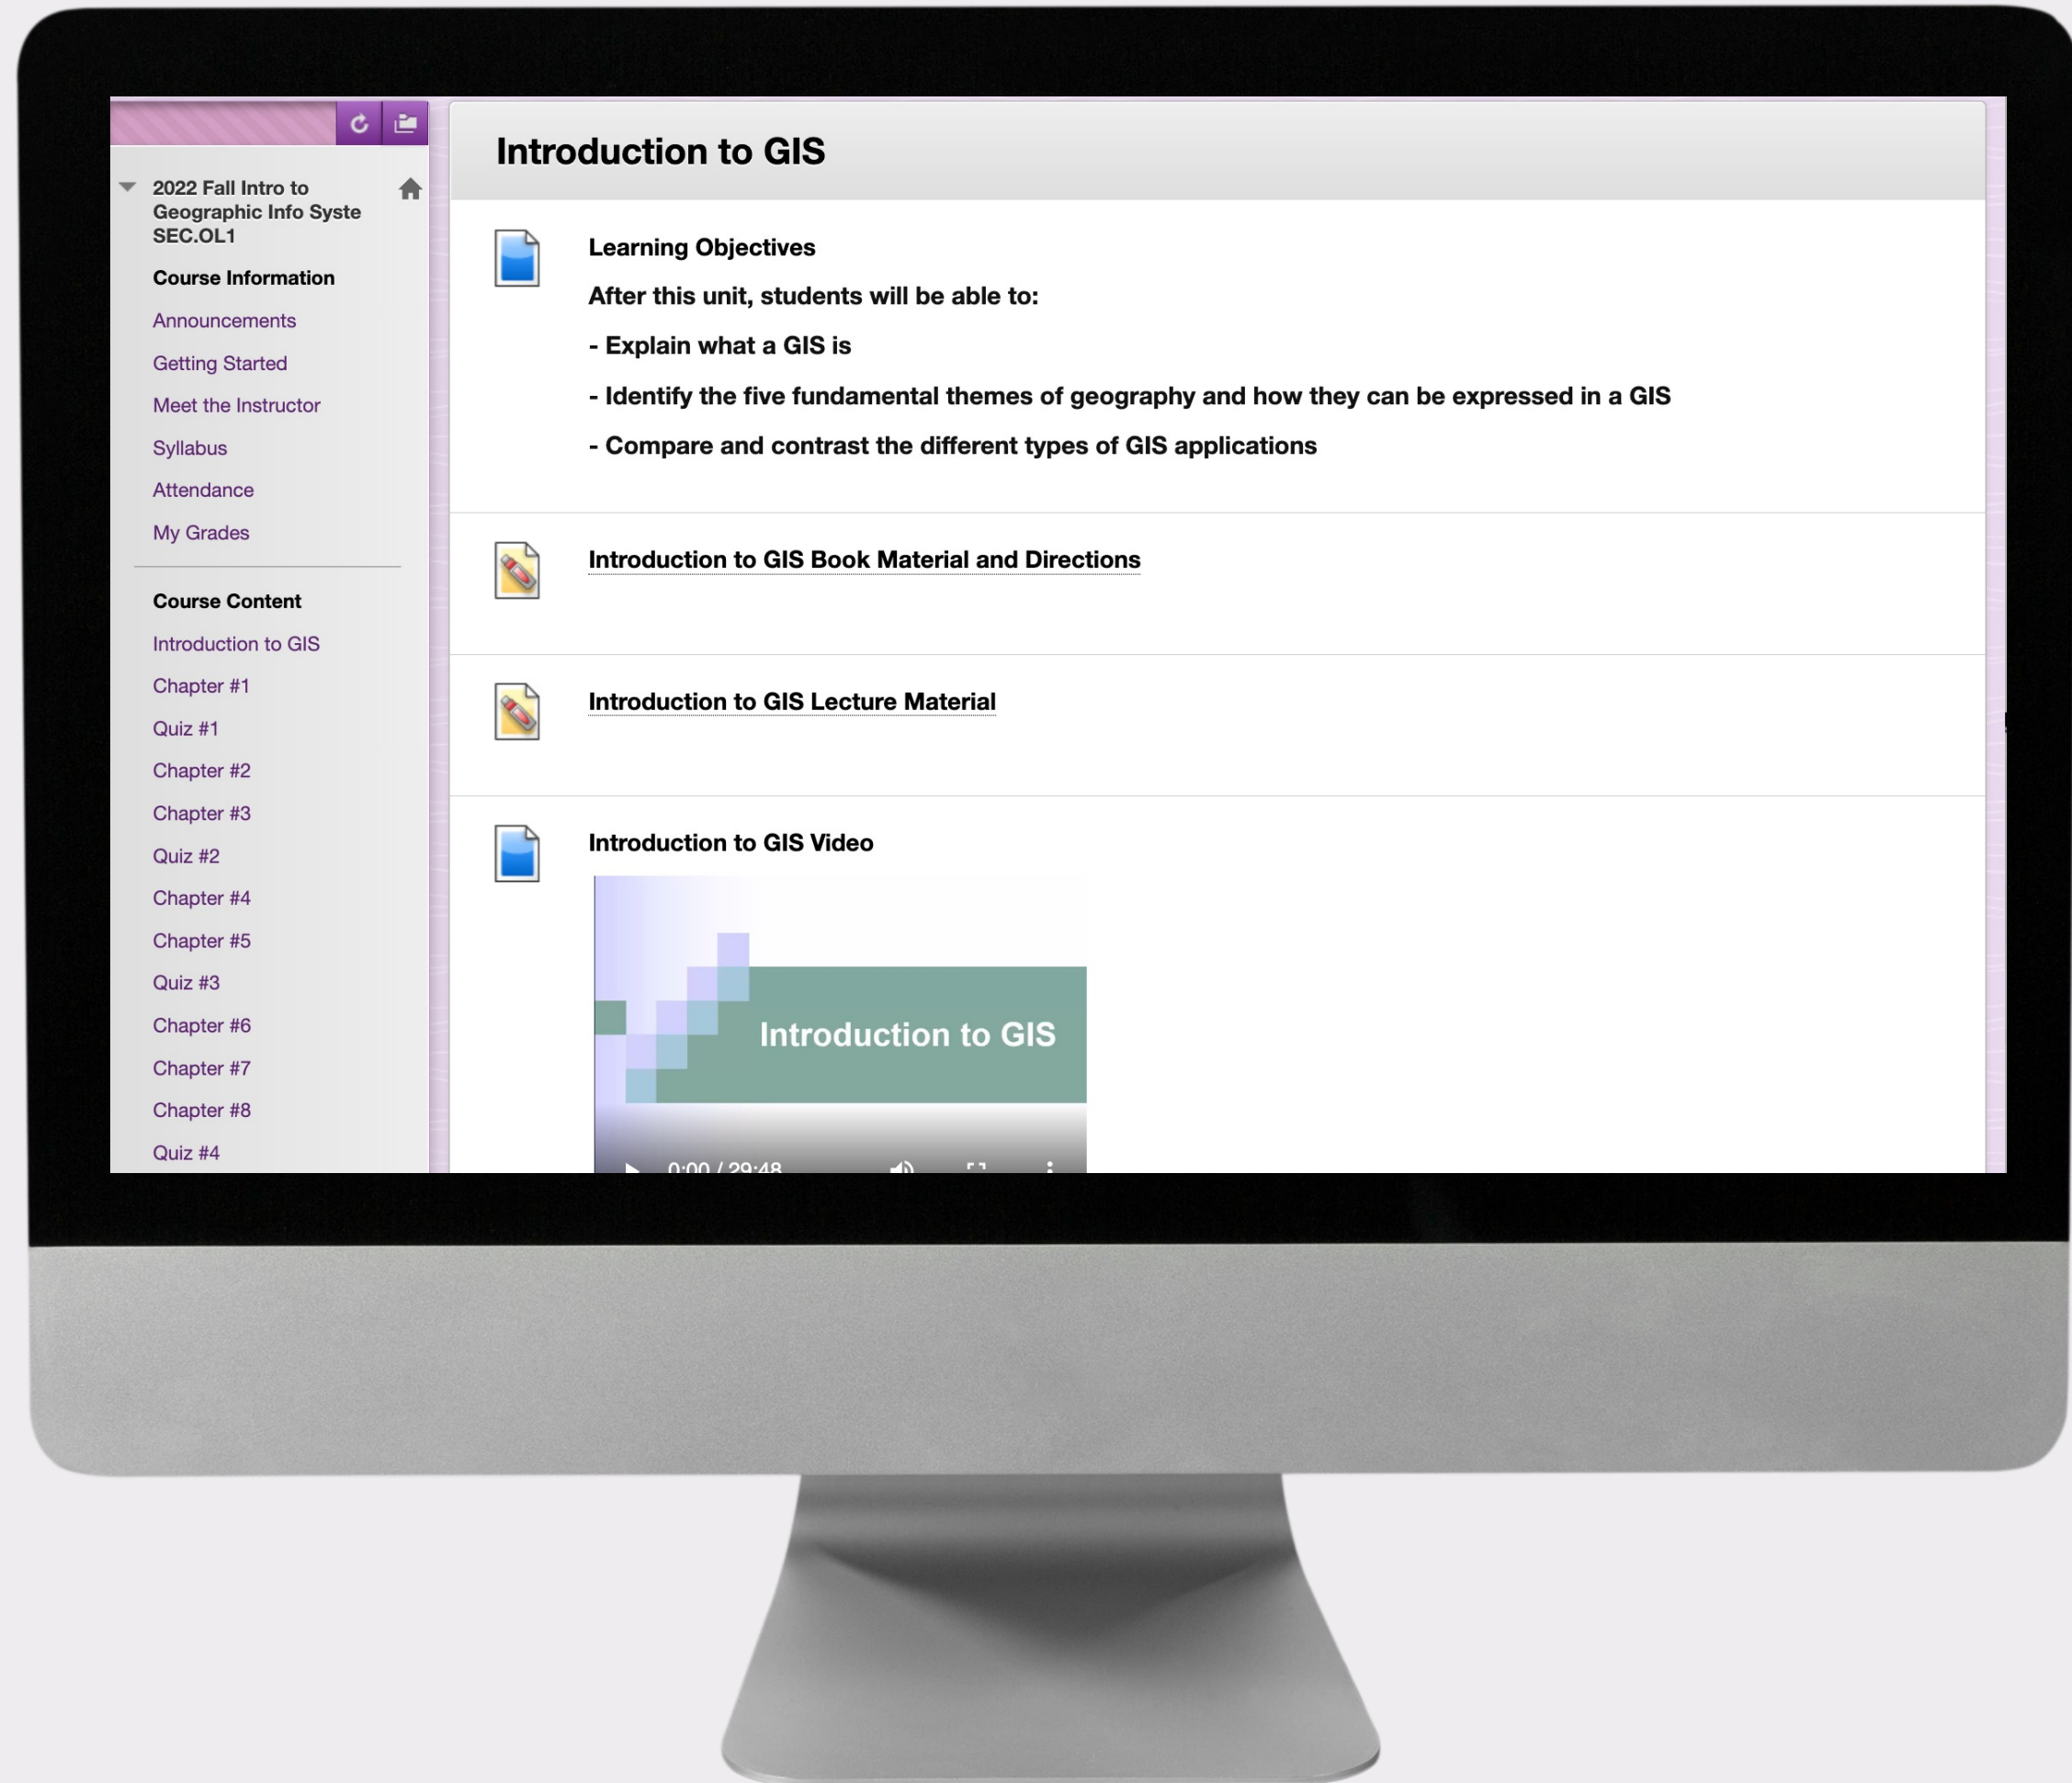 2022 Fall Intro to
Geographic Info Syste
SEC.OL1
Course Information
Announcements
Getting Started
Meet the Instructor
Syllabus
Attendance
My Grades
Course Content
Introduction to GIS
Chapter #1
Quiz #1
Chapter #2
Chapter #3
Quiz #2
Chapter #4
Chapter #5
Quiz #3
Chapter #6
Chapter #7
Chapter #8
Quiz #4
Introduction to GIS
Learning Objectives
After this unit, students will be able to:
- Explain what a GIS is
- Identify the five fundamental themes of geography and how they can be expressed in a GIS
- Compare and contrast the different types of GIS applications
Introduction to GIS Book Material and Directions
Introduction to GIS Lecture Material
Introduction to GIS Video
Introduction to GIS
0:00 / 29:48